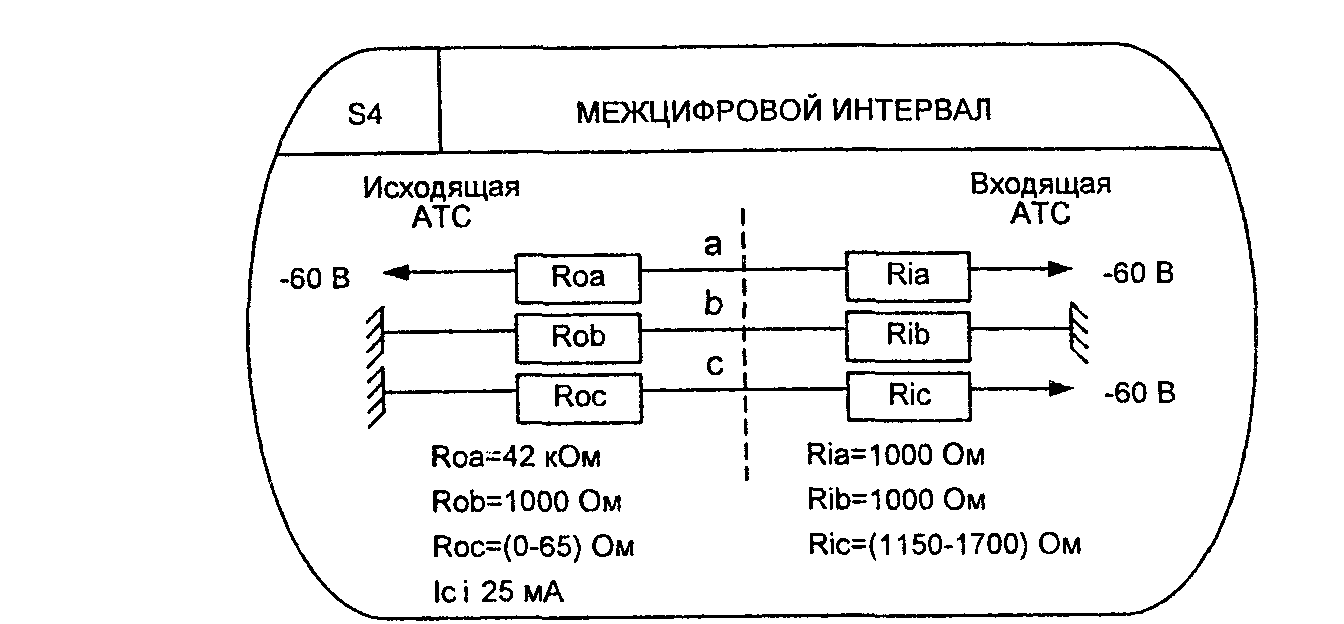 S4
МЕЖЦИФРОВОЙ ИНТЕРВАЛ
Исходящая
АТС
Входящая
АТС
-60 В
Roa
a
Ria
-60 В
Rob
b
Rib
Roc
c
Ric
-60 В
Roa=42 кОм
Rob=1000 Ом
Roc=(0-65) Ом
Ic i 25 мА
Ria=1000 Ом
Rib=1000 Ом
Ric=(1150-1700) Ом